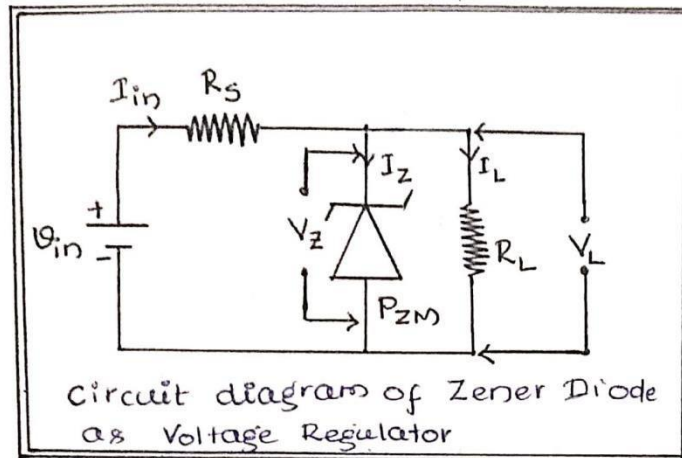 Iin Rs
+
ϑin
-
Vz
Iz
IL
RL
VL
PZM
Circuit diagram of Zener Diode
as Voltage Regulator